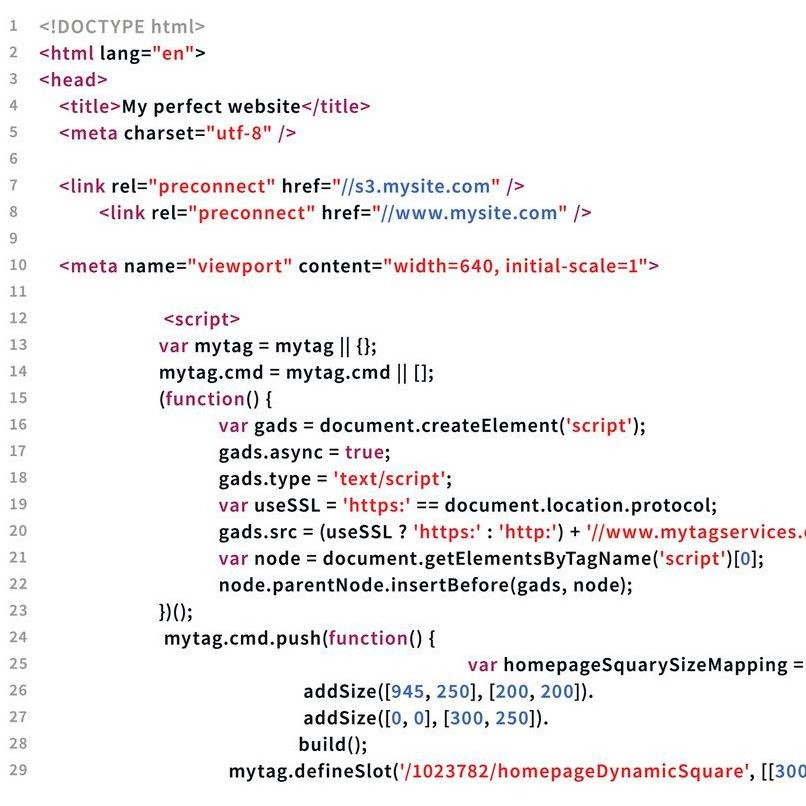 1 <!DOCTYPE html>
2 <html lang="en">
3 <head>
4 <title>My perfect website</title>
5 <meta charset="utf-8" />
6
7 <link rel="preconnect" href="//s3.mysite.com" />
8 <link rel="preconnect" href="//www.mysite.com" />
9
10 <meta name="viewport" content="width=640, initial-scale=1">
11
12 <script>
13 var mytag = mytag || {};
14 mytag.cmd = mytag.cmd || [];
15 (function() {
16 var gads = document.createElement('script');
17 gads.async = true;
18 gads.type = 'text/script';
19 var useSSL = 'https:' == document.location.protocol;
20 gads.src = (useSSL ? 'https:' : 'http:') + '//www.mytagservices.
21 var node = document.getElementsByTagName('script')[0];
22 node.parentNode.insertBefore(gads, node);
23 })();
24 mytag.cmd.push(function() {
25 var homepageSquarySizeMapping =
26 addSize([945, 250], [200, 200]).
27 addSize([0, 0], [300, 250]).
28 build();
29 mytag.defineSlot('/1023782/homepageDynamicSquare', [[300